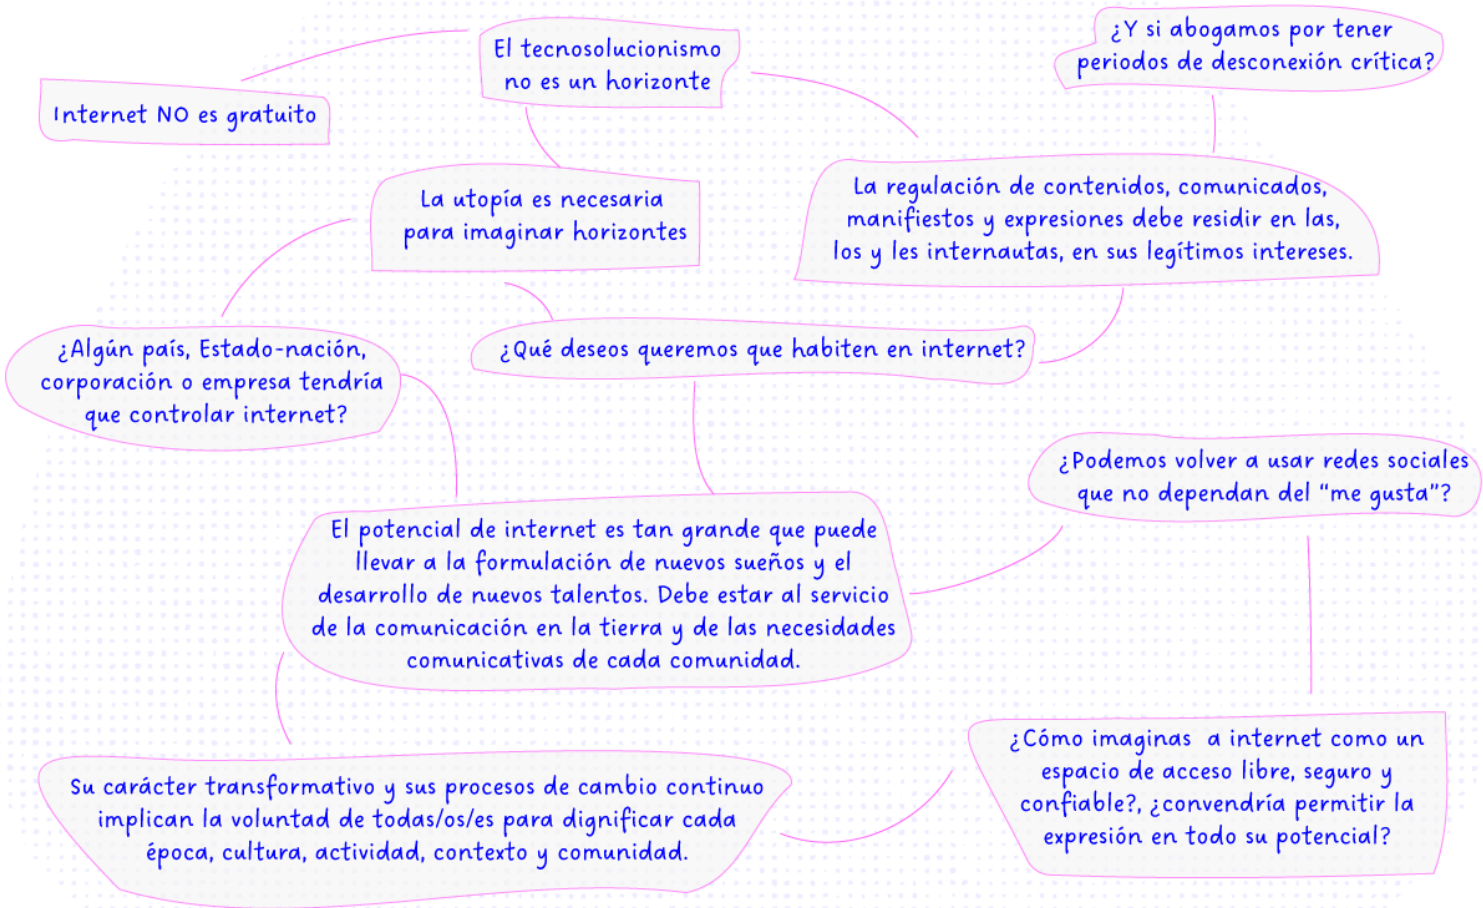 El tecnosolucionismo
no es un horizonte
¿Y si abogamos por tener
periodos de desconexión crítica?
Internet NO es gratuito
La utopía es necesaria
para imaginar horizontes
La regulación de contenidos, comunicados,
manifiestos y expresiones debe residir en las,
los y les internautas, en sus legítimos intereses.
¿Algún país, Estado-nación,
corporación o empresa tendría
que controlar internet?
¿Qué deseos queremos que habiten en internet?
¿Podemos volver a usar redes sociales
que no dependan del “me gusta”?
El potencial de internet es tan grande que puede
llevar a la formulación de nuevos sueños y el
desarrollo de nuevos talentos. Debe estar al servicio
de la comunicación en la tierra y de las necesidades
comunicativas de cada comunidad.
Su carácter transformativo y sus procesos de cambio continuo
implican la voluntad de todas/os/es para dignificar cada
época, cultura, actividad, contexto y comunidad.
¿Cómo imaginas a internet como un
espacio de acceso libre, seguro y
confiable?, ¿convendría permitir la
expresión en todo su potencial?